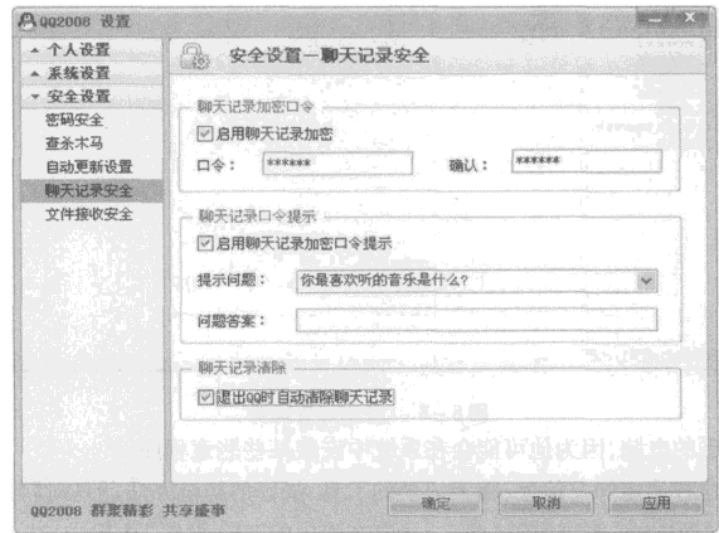 QQ2008 设置
个人设置
系统设置
安全设置
密码安全
查杀木马
自动更新设置
聊天记录安全
文件接收安全
安全设置－聊天记录安全
聊天记录加密口令
启用聊天记录加密
口令： ****** 确认： ******
聊天记录口令提示
启用聊天记录加密口令提示
提示问题： 你最喜欢听的音乐是什么?
问题答案：
聊天记录清除
退出QQ时自动清除聊天记录
QQ2008 群聚精彩 共享盛事
确定 取消 应用